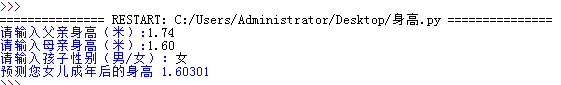 >>>
=============== RESTART: C:/Users/Administrator/Desktop/身高.py ===============
请输入父亲身高（米）:1.74
请输入母亲身高（米）:1.60
请输入孩子性别（男/女）: 女
预测您女儿成年后的身高 1.60301
>>>